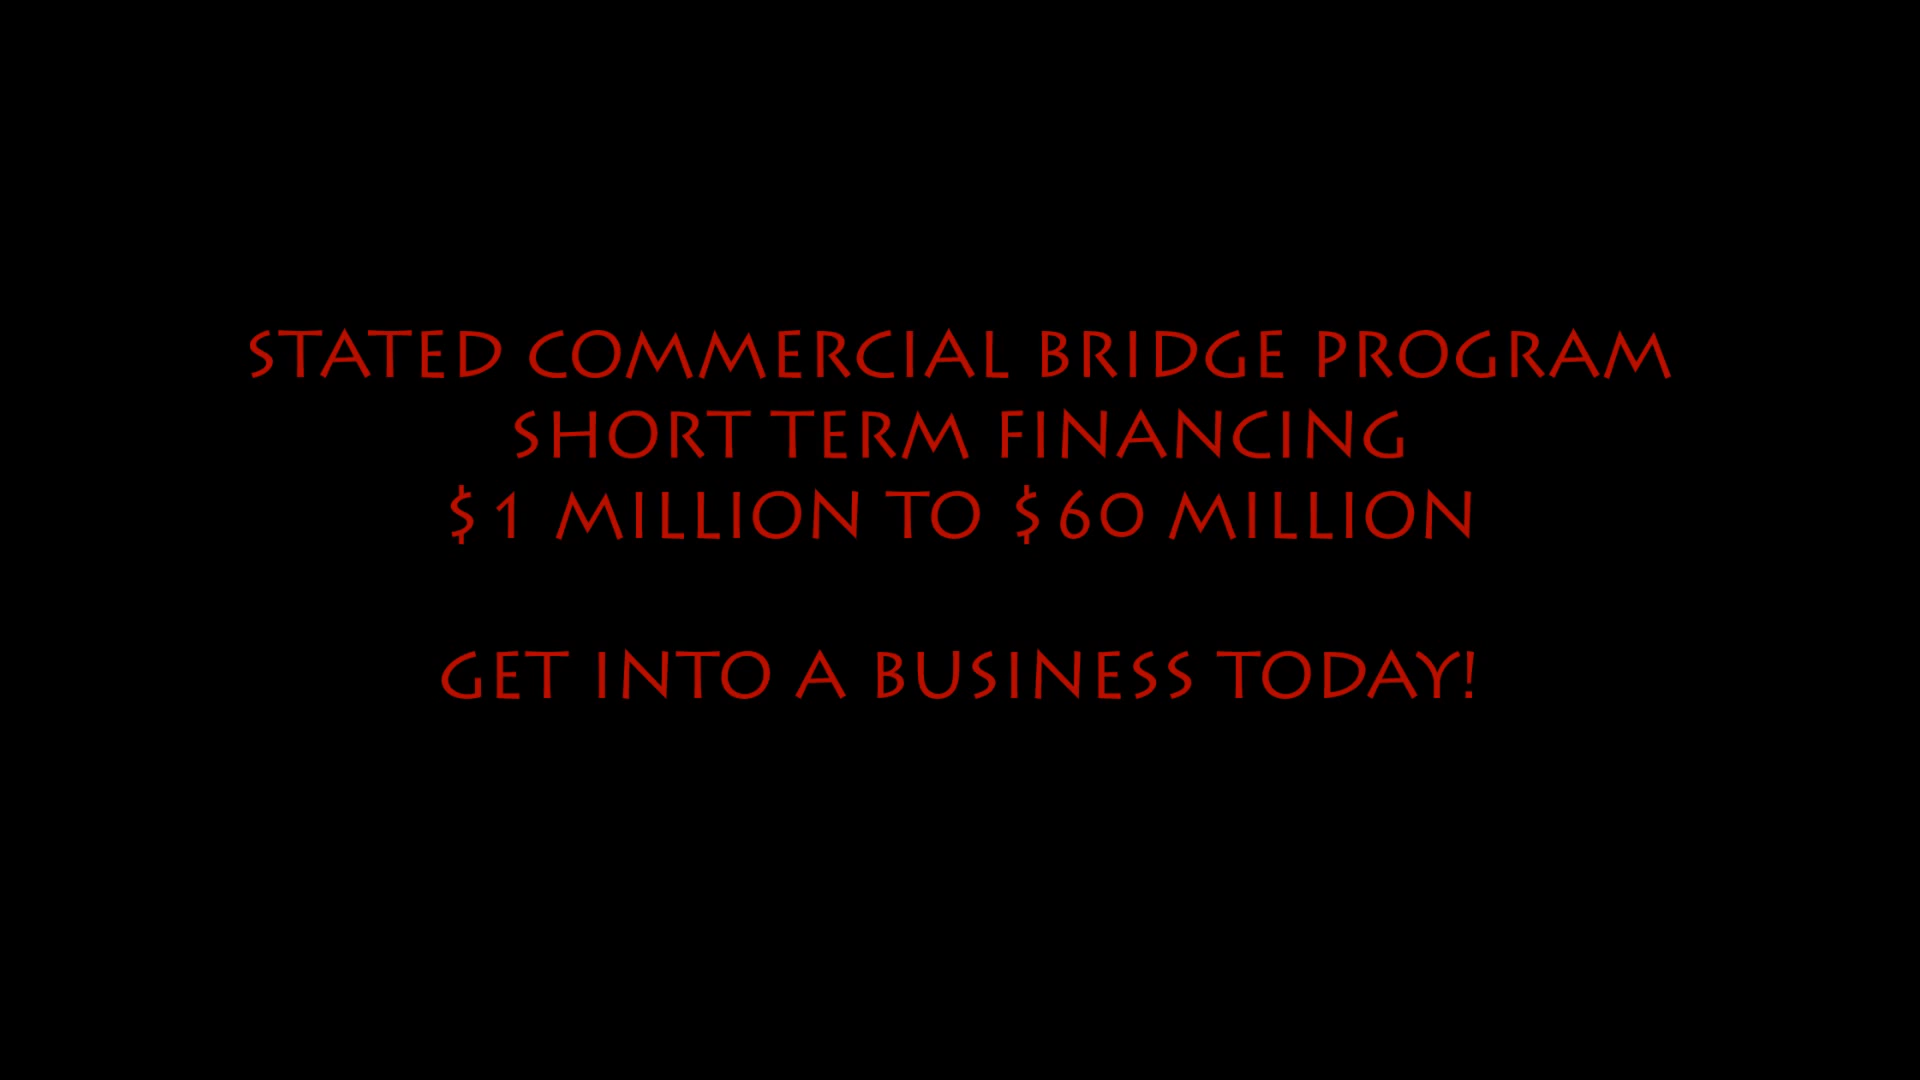 STATED COMMERCIAL BRIDGE PROGRAM
SHORT TERM FINANCING
$1 MILLION TO $60 MILLION
GET INTO A BUSINESS TODAY!